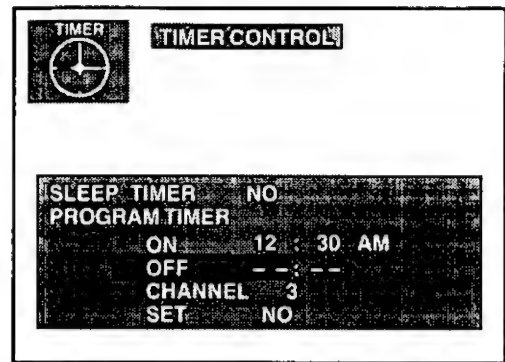 TIMER
TIMER CONTROL
SLEEP TIMER NO
PROGRAM TIMER
ON 12 : 30 AM
OFF - - : - -
CHANNEL 3
SET NO